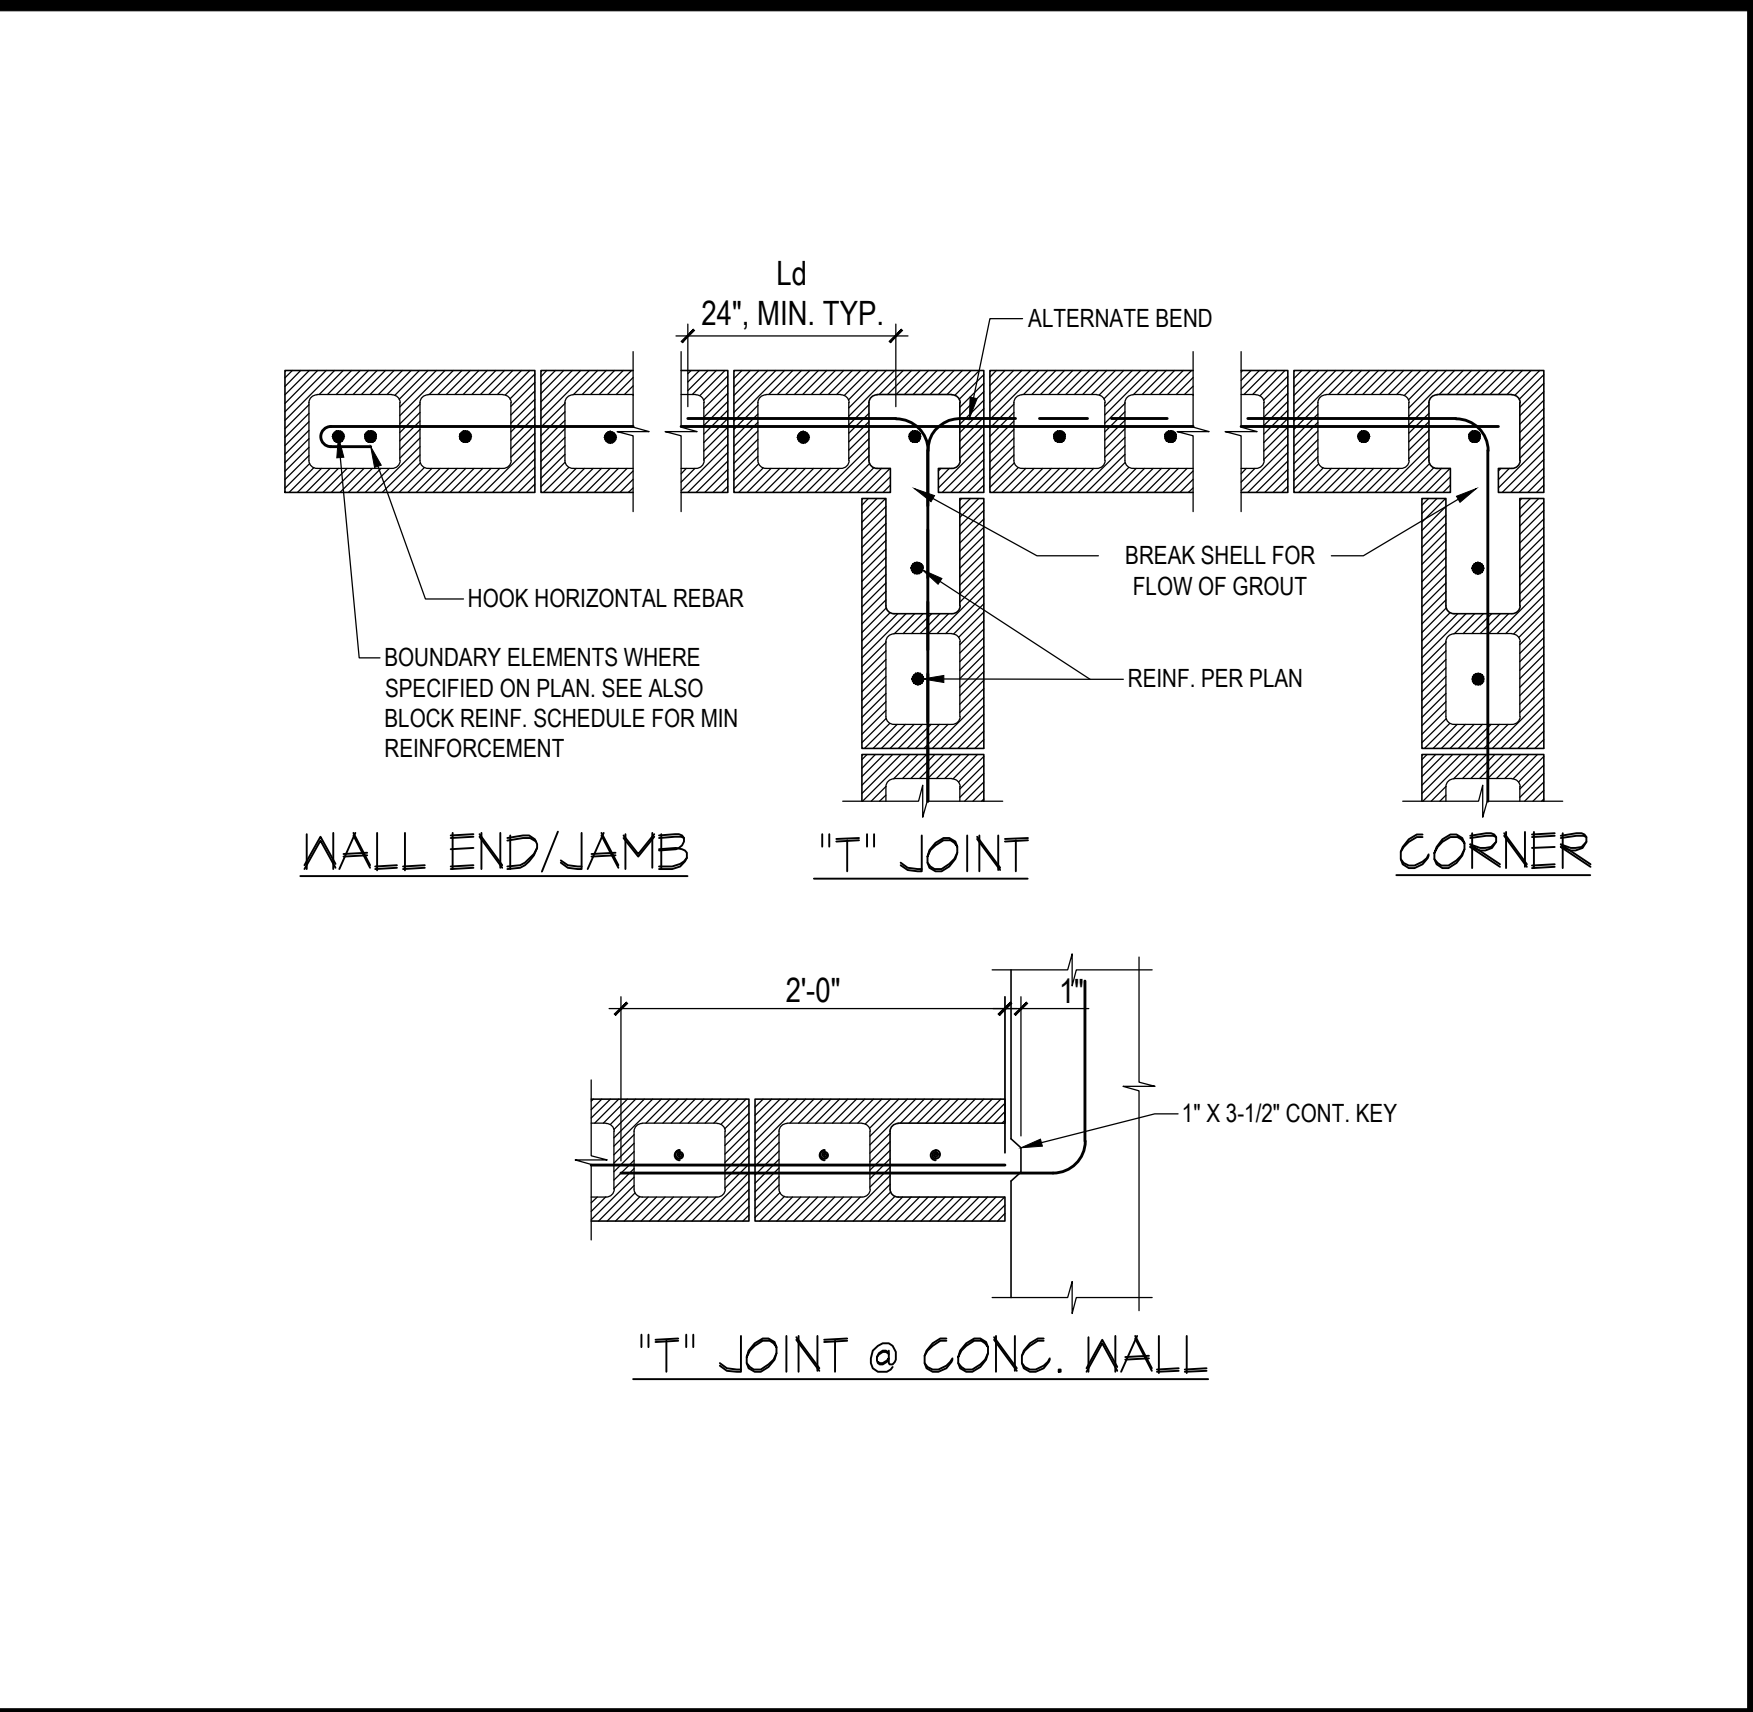 Ld
24", MIN. TYP.
ALTERNATE BEND
BREAK SHELL FOR
FLOW OF GROUT
HOOK HORIZONTAL REBAR
BOUNDARY ELEMENTS WHERE
SPECIFIED ON PLAN. SEE ALSO
BLOCK REINF. SCHEDULE FOR MIN
REINFORCEMENT
REINF. PER PLAN
WALL END/JAMB
"T" JOINT
CORNER
2'-0"
1"
1" X 3-1/2" CONT. KEY
"T" JOINT @ CONC. WALL